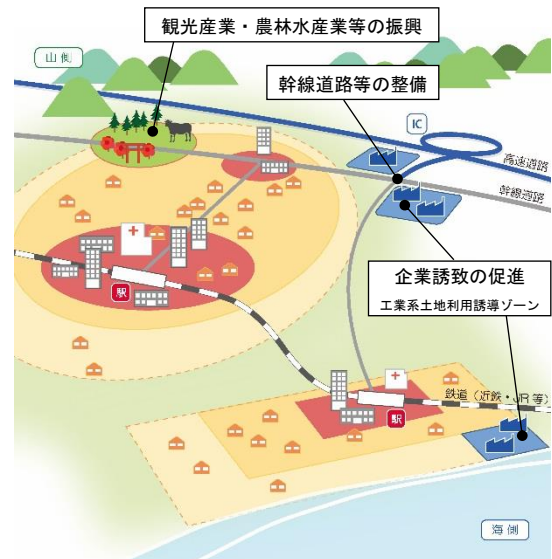 観光産業・農林水産業等の振興
山側
幹線道路等の整備
IC
高速道路
幹線道路
企業誘致の促進
工業系土地利用誘導ゾーン
駅
鉄道(近鉄・JR等)
駅
海側